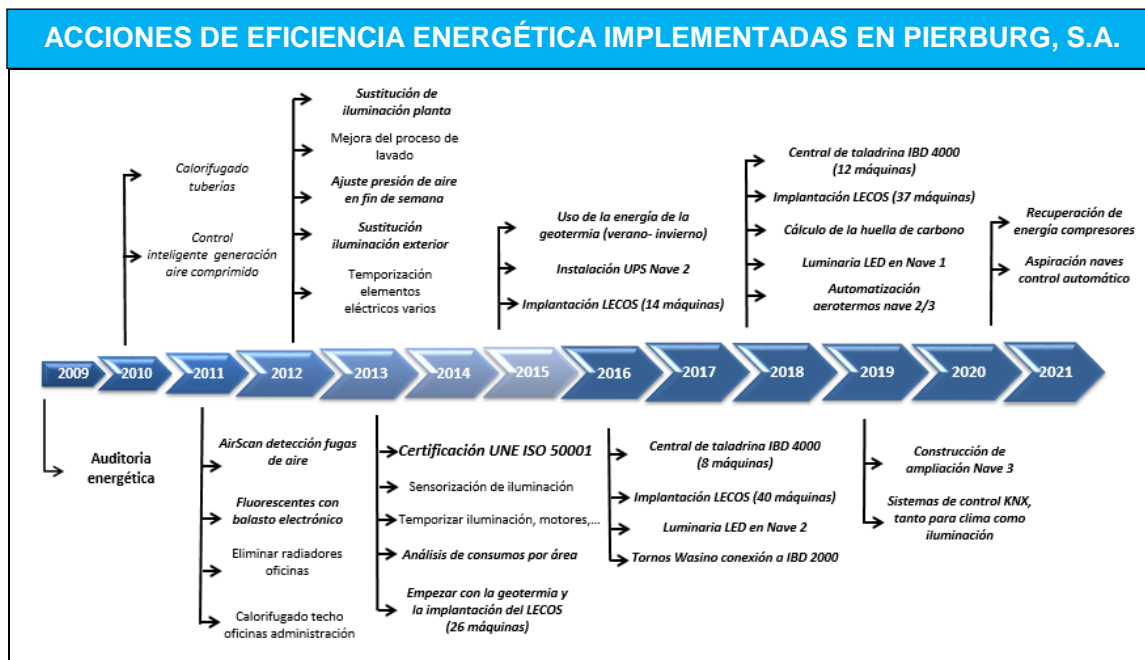 ACCIONES DE EFICIENCIA ENERGÉTICA IMPLEMENTADAS EN PIERBURG, S.A.
Calorifugado
tuberías
Control
inteligente generación
aire comprimido
Sustitución de
iluminación planta
Mejora del proceso de
lavado
Ajuste presión de aire
en fin de semana
Sustitución
iluminación exterior
Temporización
elementos
eléctricos varios
Uso de la energía de la
geotermia (verano- invierno)
Instalación UPS Nave 2
Implantación LECOS (14 máquinas)
Central de taladrina IBD 4000
(12 máquinas)
Implantación LECOS (37 máquinas)
Cálculo de la huella de carbono
Luminaria LED en Nave 1
Automatización
aerotermos nave 2/3
Recuperación de
energía compresores
Aspiración naves
control automático
2009 2010 2011 2012 2013 2014 2015 2016 2017 2018 2019 2020 2021
Auditoria
energética
AirScan detección fugas
de aire
Fluorescentes con
balasto electrónico
Eliminar radiadores
oficinas
Calorifugado techo
oficinas administración
Certificación UNE ISO 50001
Sensorización de iluminación
Temporizar iluminación, motores,...
Análisis de consumos por área
Empezar con la geotermia y
la implantación del LECOS
(26 máquinas)
Central de taladrina IBD 4000
(8 máquinas)
Implantación LECOS (40 máquinas)
Luminaria LED en Nave 2
Tornos Wasino conexión a IBD 2000
Construcción de
ampliación Nave 3
Sistemas de control KNX,
tanto para clima como
iluminación